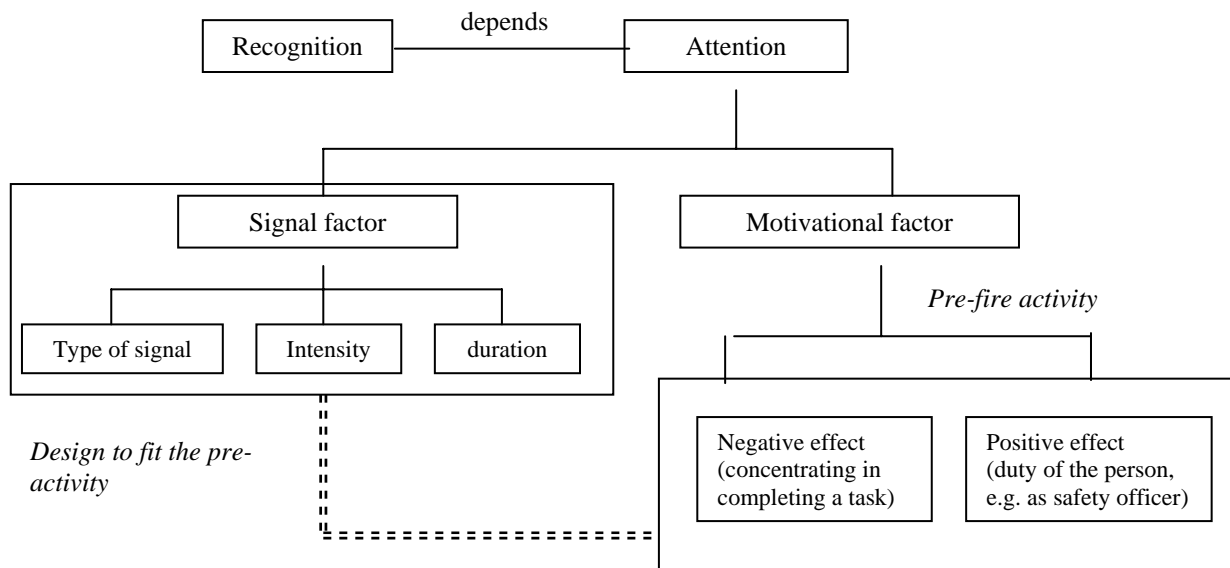 depends
Recognition
Attention
Signal factor
Motivational factor
Pre-fire activity
Type of signal
Intensity
duration
Design to fit the pre-
activity
Negative effect
(concentrating in
completing a task)
Positive effect
(duty of the person,
e.g. as safety officer)